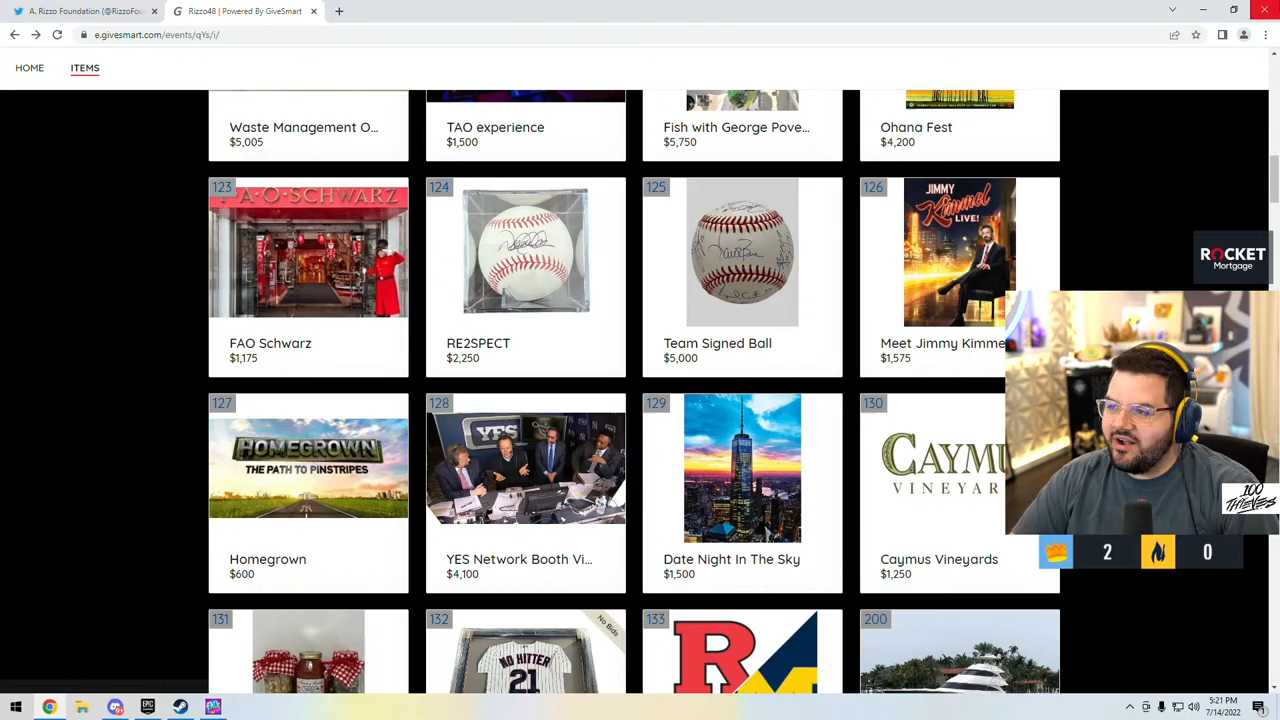 A. Rizzo Foundation (@RizzoFou
Rizzo48 | Powered By GiveSmart
e.givesmart.com/events/qYs/i/
HOME
ITEMS
Waste Management O...
$5,005
TAO experience
$1,500
Fish with George Pove...
$5,750
Ohana Fest
$4,200
123
F·A·O·SCHWARZ
FAO Schwarz
$1,175
124
RE2SPECT
$2,250
125
Team Signed Ball
$5,000
126
JIMMY
Kimmel
LIVE!
Meet Jimmy Kimme
$1,575
ROCKET
Mortgage
127
HOMEGROWN
THE PATH TO PINSTRIPES
Homegrown
$600
128
YES
YES Network Booth Vi...
$4,100
129
Date Night In The Sky
$1,500
130
CAYMU
VINEYAR
Caymus Vineyards
$1,250
100
THIEVES
2
0
131
132
No Bids
NO HITTER
21
133
R
M
200
EPIC
5:21 PM
7/14/2022
1